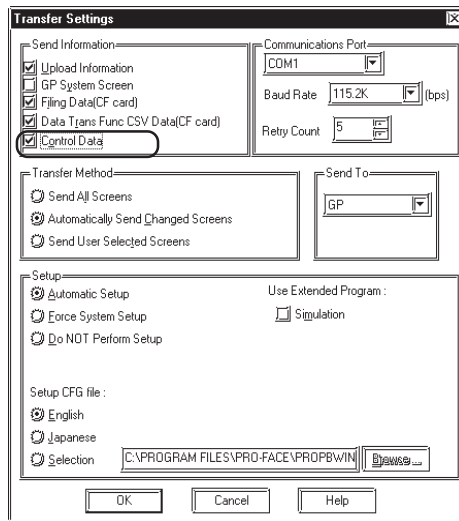 Transfer Settings
Send Information
Upload Information
GP System Screen
Filing Data(CF card)
Data Trans Func CSV Data(CF card)
Control Data
Communications Port
COM1
Baud Rate 115.2K (bps)
Retry Count 5
Transfer Method
Send All Screens
Automatically Send Changed Screens
Send User Selected Screens
Send To
GP
Setup
Automatic Setup
Force System Setup
Do NOT Perform Setup
Use Extended Program :
Simulation
Setup CFG file :
English
Japanese
Selection C:\PROGRAM FILES\PRO-FACE\PROPBWIN Browse...
OK Cancel Help